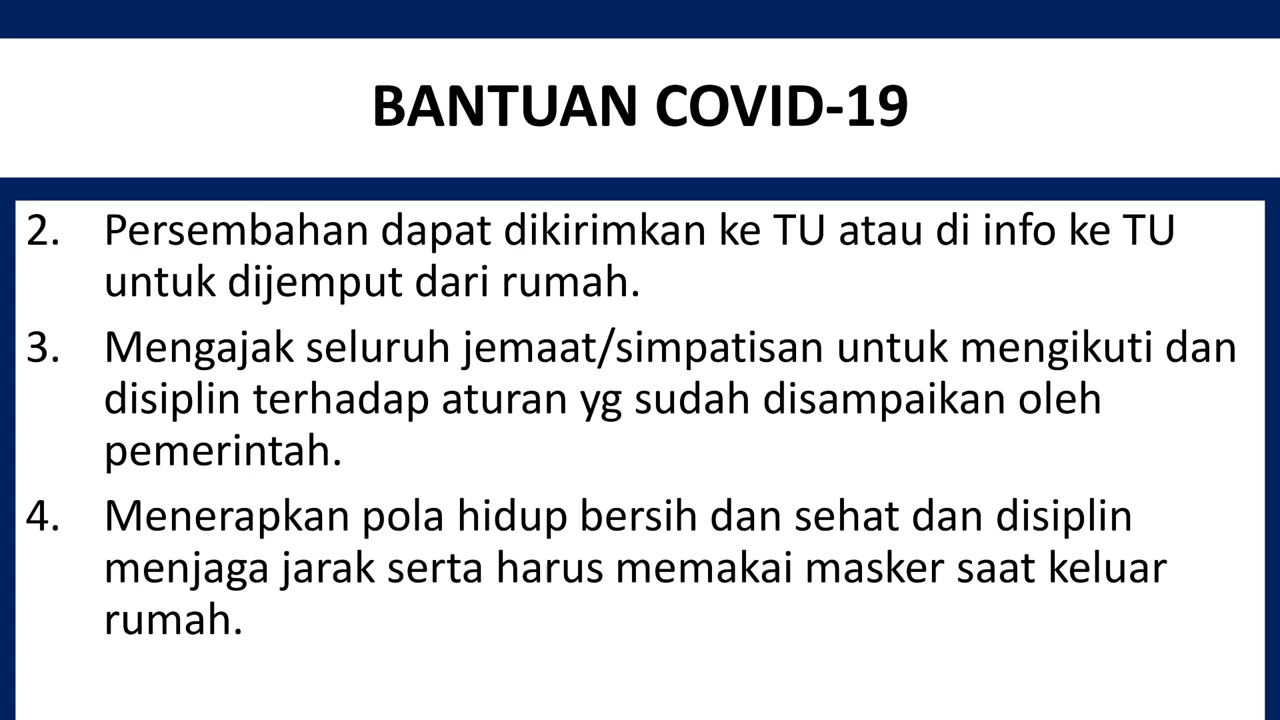 BANTUAN COVID-19
2. Persembahan dapat dikirimkan ke TU atau di info ke TU
untuk dijemput dari rumah.
3. Mengajak seluruh jemaat/simpatisan untuk mengikuti dan
disiplin terhadap aturan yg sudah disampaikan oleh
pemerintah.
4. Menerapkan pola hidup bersih dan sehat dan disiplin
menjaga jarak serta harus memakai masker saat keluar
rumah.